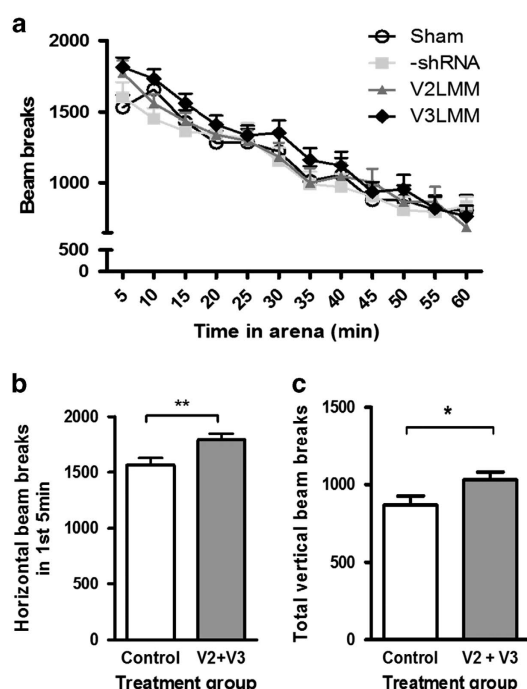 a
2000
1500
1000
500
0
Beam breaks
Sham
-shRNA
V2LMM
V3LMM
5 10 15 20 25 30 35 40 45 50 55 60
Time in arena (min)
b
Horizontal beam breaks
in 1st 5min
2000
1500
1000
500
0
**
Control V2+V3
Treatment group
c
Total vertical beam breaks
1500
1000
500
0
*
Control V2 + V3
Treatment group